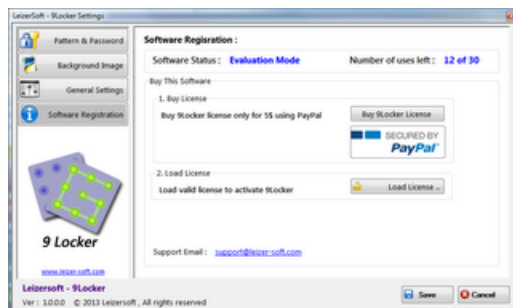 LeizerSoft - 9Locker Settings
Pattern & Password
Background Image
General Settings
Software Registration
9 Locker
www.leizer-soft.com
Software Regisration :
Software Status : Evaluation Mode Number of uses left : 12 of 30
Buy This Software
1. Buy License
Buy 9Locker license only for 5$ using PayPal
Buy 9Locker License
SECURED BY
PayPal
2. Load License
Load valid license to activate 9Locker
Load License ..
Support Email : support@leizer-soft.com
Leizersoft - 9Locker
Ver : 1.0.0.0 © 2013 Leizersoft , All rights reserved
Save
Cancel